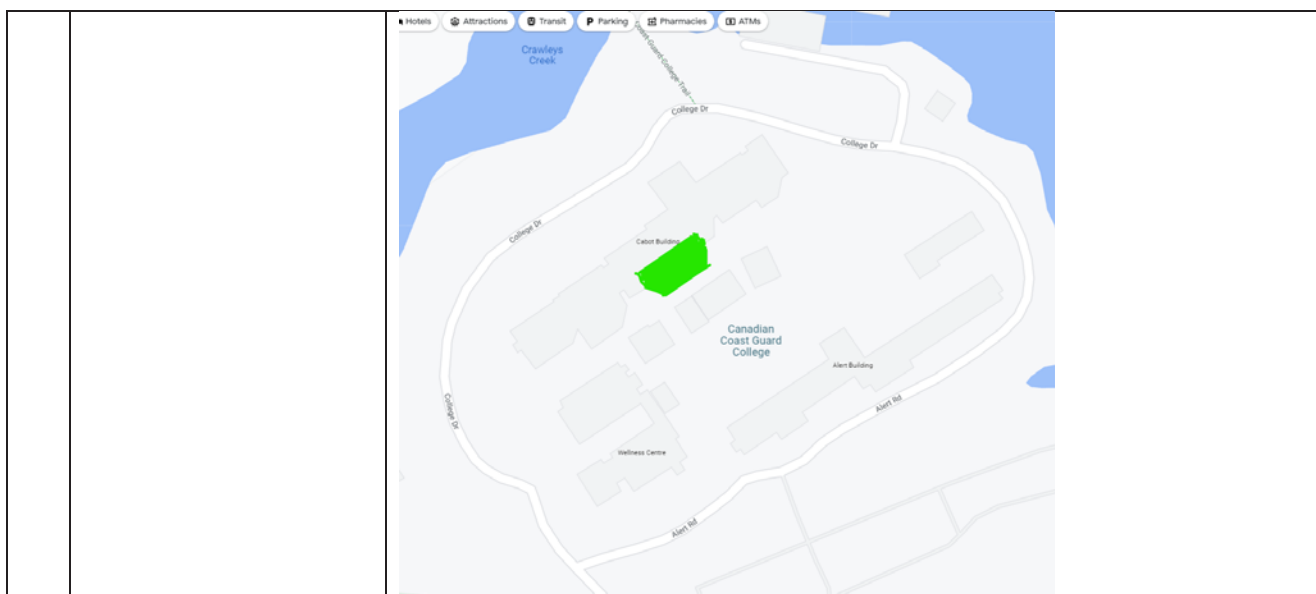 Hotels
Attractions
Transit
P Parking
Pharmacies
ATMs
Crawleys
Creek
Coast Guard College Trail
College Dr
College Dr
College Dr
Cabot Building
Canadian
Coast Guard
College
Alert Building
College Dr
Alert Rd
Wellness Centre
Alert Rd